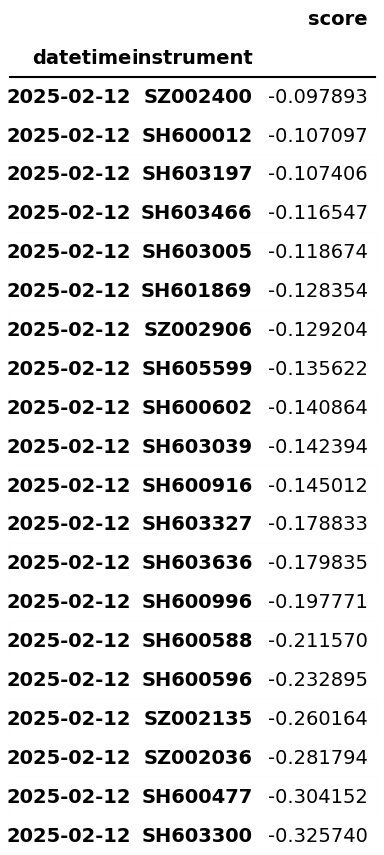 score
datetime instrument
2025-02-12 SZ002400 -0.097893
2025-02-12 SH600012 -0.107097
2025-02-12 SH603197 -0.107406
2025-02-12 SH603466 -0.116547
2025-02-12 SH603005 -0.118674
2025-02-12 SH601869 -0.128354
2025-02-12 SZ002906 -0.129204
2025-02-12 SH605599 -0.135622
2025-02-12 SH600602 -0.140864
2025-02-12 SH603039 -0.142394
2025-02-12 SH600916 -0.145012
2025-02-12 SH603327 -0.178833
2025-02-12 SH603636 -0.179835
2025-02-12 SH600996 -0.197771
2025-02-12 SH600588 -0.211570
2025-02-12 SH600596 -0.232895
2025-02-12 SZ002135 -0.260164
2025-02-12 SZ002036 -0.281794
2025-02-12 SH600477 -0.304152
2025-02-12 SH603300 -0.325740